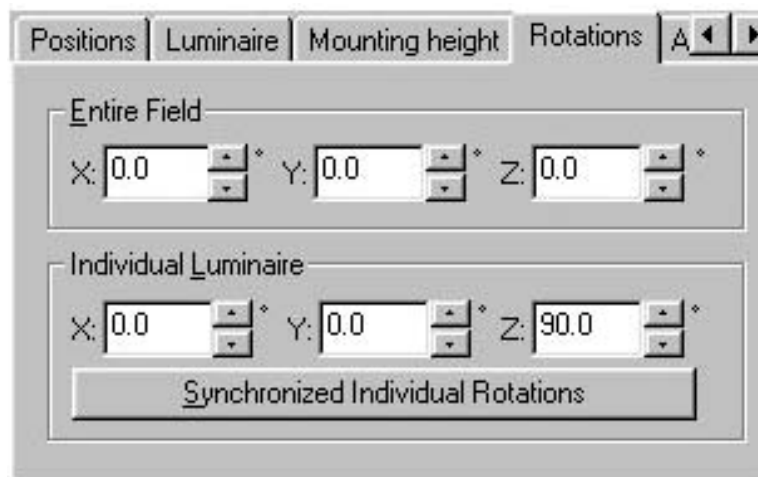 Positions Luminaire Mounting height Rotations A
Entire Field
X: 0.0 ° Y: 0.0 ° Z: 0.0 °
Individual Luminaire
X: 0.0 ° Y: 0.0 ° Z: 90.0 °
Synchronized Individual Rotations